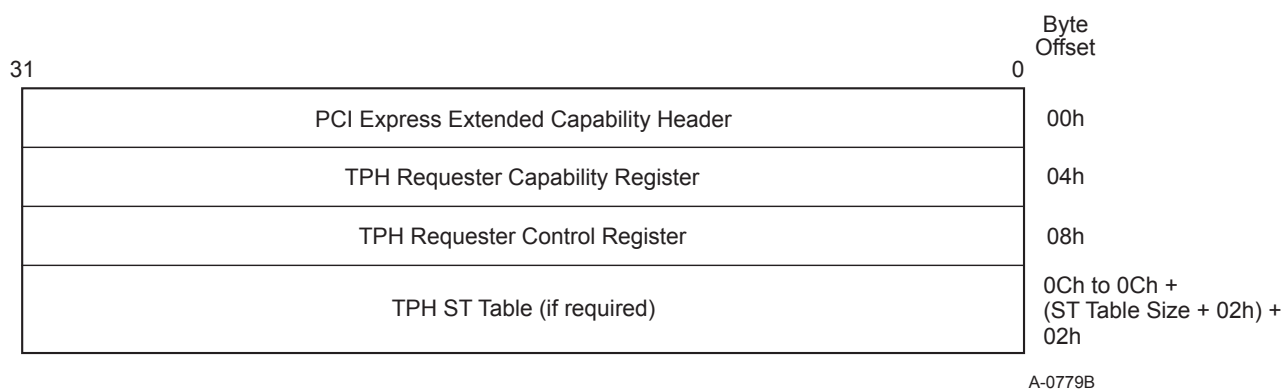 Byte
Offset
31 0
PCI Express Extended Capability Header 00h
TPH Requester Capability Register 04h
TPH Requester Control Register 08h
TPH ST Table (if required)
0Ch to 0Ch +
(ST Table Size + 02h) +
02h
A-0779B